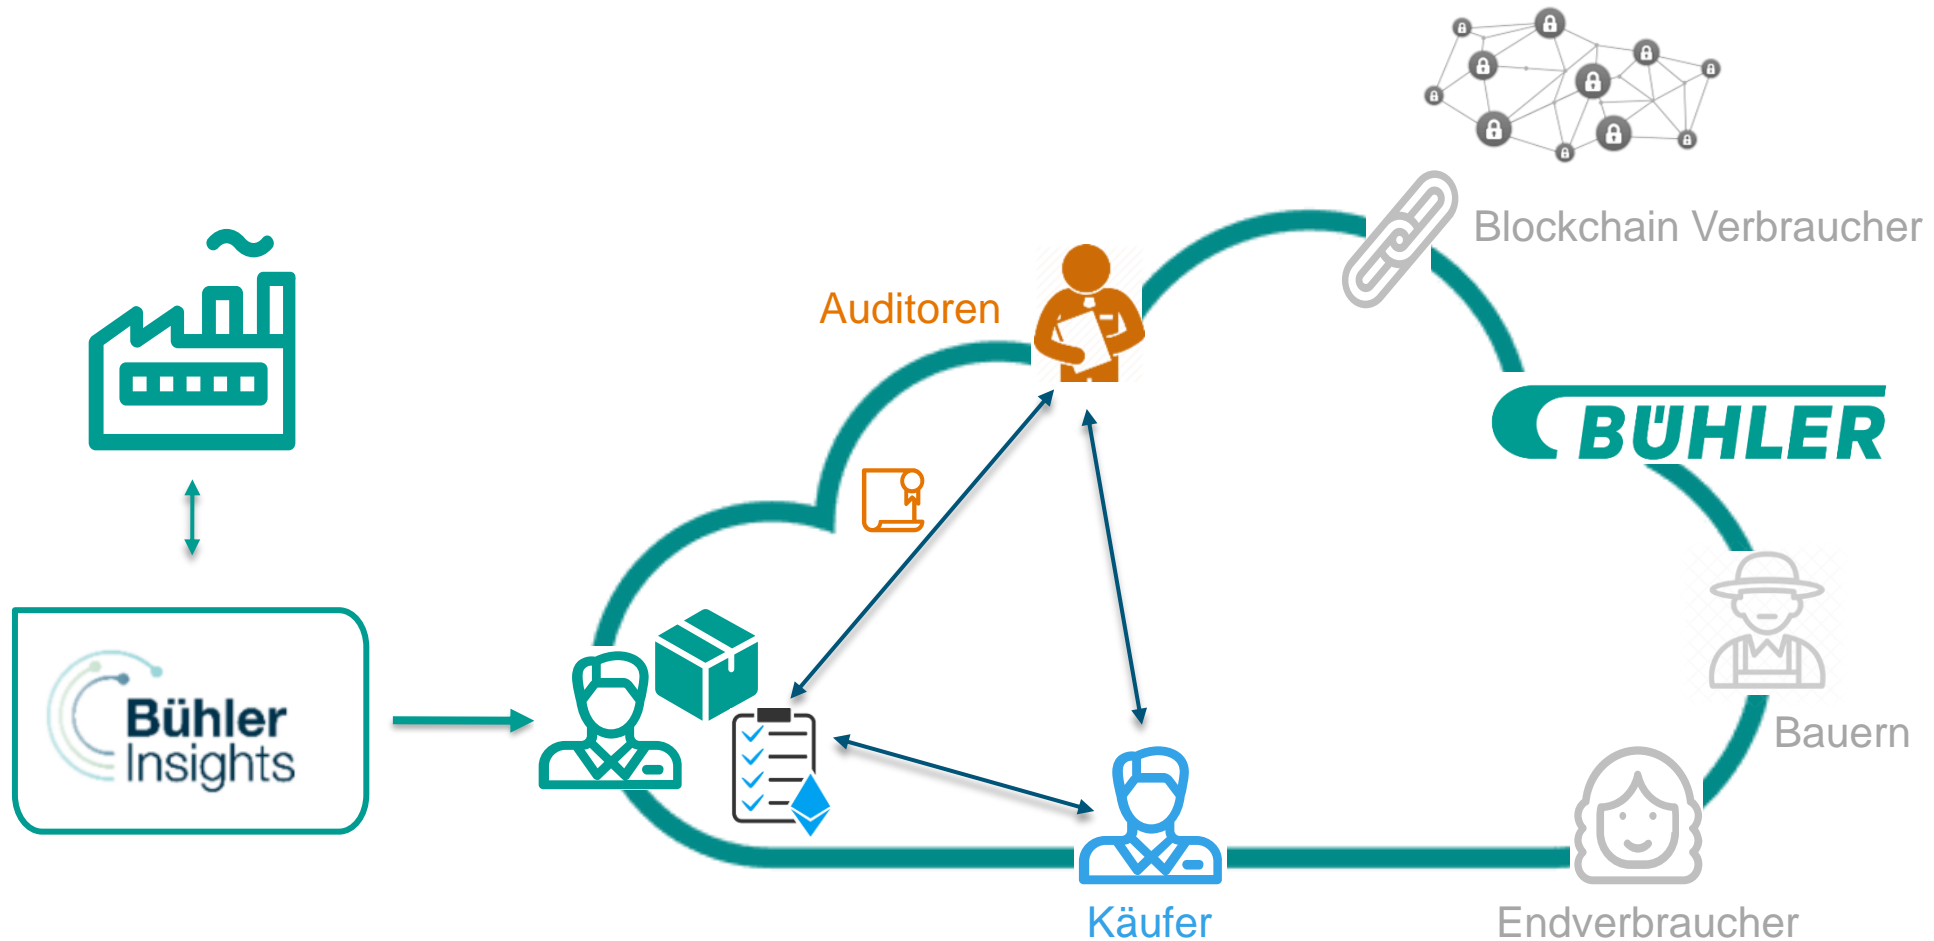 Blockchain Verbraucher
Auditoren
BÜHLER
Bühler
Insights
Bauern
Käufer
Endverbraucher